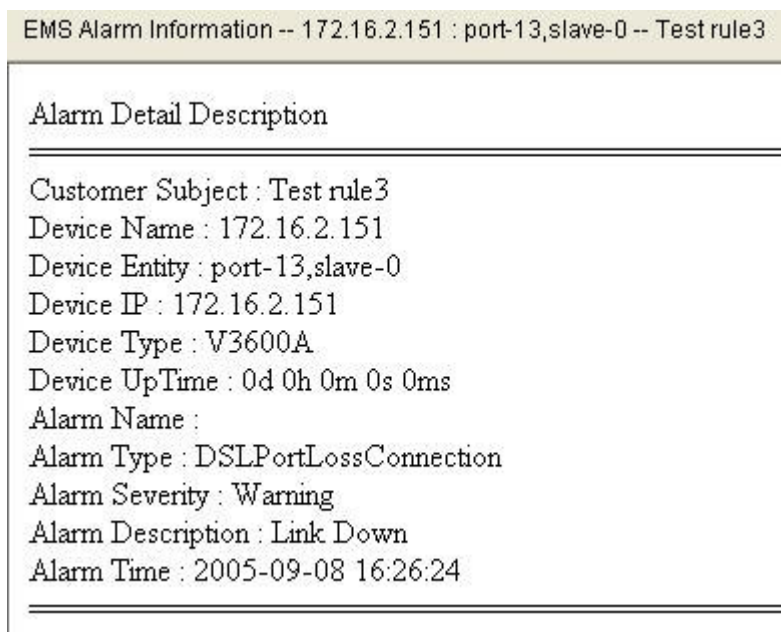 EMS Alarm Information -- 172.16.2.151 : port-13,slave-0 -- Test rule3
Alarm Detail Description
Customer Subject : Test rule3
Device Name : 172.16.2.151
Device Entity : port-13,slave-0
Device IP : 172.16.2.151
Device Type : V3600A
Device UpTime : 0d 0h 0m 0s 0ms
Alarm Name :
Alarm Type : DSLPortLossConnection
Alarm Severity : Warning
Alarm Description : Link Down
Alarm Time : 2005-09-08 16:26:24